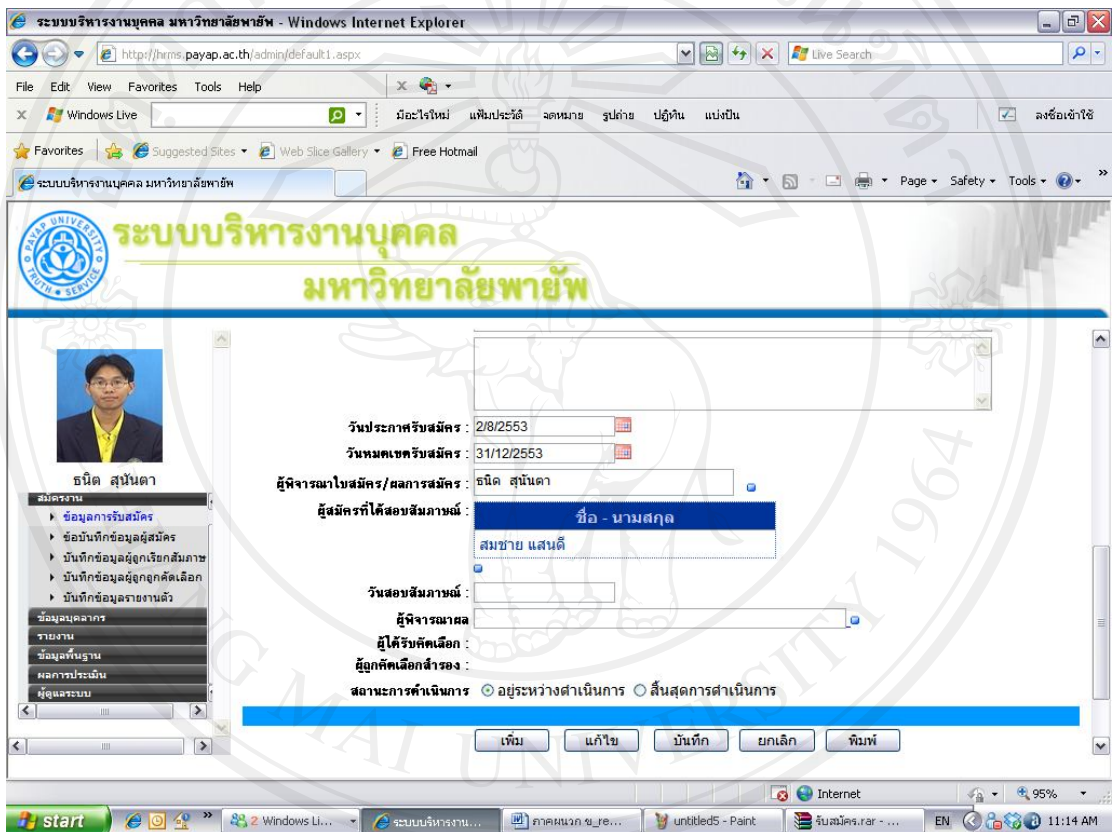 ระบบบริหารงานบุคคล มหาวิทยาลัยพายัพ - Windows Internet Explorer
http://hrms.payap.ac.th/admin/default1.aspx
Live Search
File Edit View Favorites Tools Help
Windows Live
มีอะไรใหม่ แฟ้มประวัติ จดหมาย รูปถ่าย ปฏิทิน แบ่งปัน
ลงชื่อเข้าใช้
Favorites Suggested Sites Web Slice Gallery Free Hotmail
ระบบบริหารงานบุคคล มหาวิทยาลัยพายัพ
Page Safety Tools
PAYAP UNIVERSITY
TRUTH SERVICE
ระบบบริหารงานบุคคล
มหาวิทยาลัยพายัพ
ธนิต สุนันตา
สมัครงาน
ข้อมูลการรับสมัคร
ข้อบันทึกข้อมูลผู้สมัคร
บันทึกข้อมูลผู้ถูกเรียกสัมภาษ
บันทึกข้อมูลผู้ถูกถูกคัดเลือก
บันทึกข้อมูลรายงานตัว
ข้อมูลบุคลากร
รายงาน
ข้อมูลพื้นฐาน
ผลการประเมิน
ผู้ดูแลระบบ
วันประกาศรับสมัคร : 2/8/2553
วันหมดเขตรับสมัคร : 31/12/2553
ผู้พิจารณาใบสมัคร/ผลการสมัคร : ธนิต สุนันตา
ผู้สมัครที่ได้สอบสัมภาษณ์ :
ชื่อ - นามสกุล
สมชาย แสนดี
วันสอบสัมภาษณ์ :
ผู้พิจารณาผล
ผู้ได้รับคัดเลือก :
ผู้ถูกคัดเลือกสำรอง :
สถานะการดำเนินการ อยู่ระหว่างดำเนินการ สิ้นสุดการดำเนินการ
เพิ่ม แก้ไข บันทึก ยกเลิก พิมพ์
Internet
95%
start
2 Windows Li...
ระบบบริหารงาน...
ภาคผนวก ข_re...
untitled5 - Paint
รับสมัคร.rar - ...
EN
11:14 AM
MAI UNIVERSITY 1964